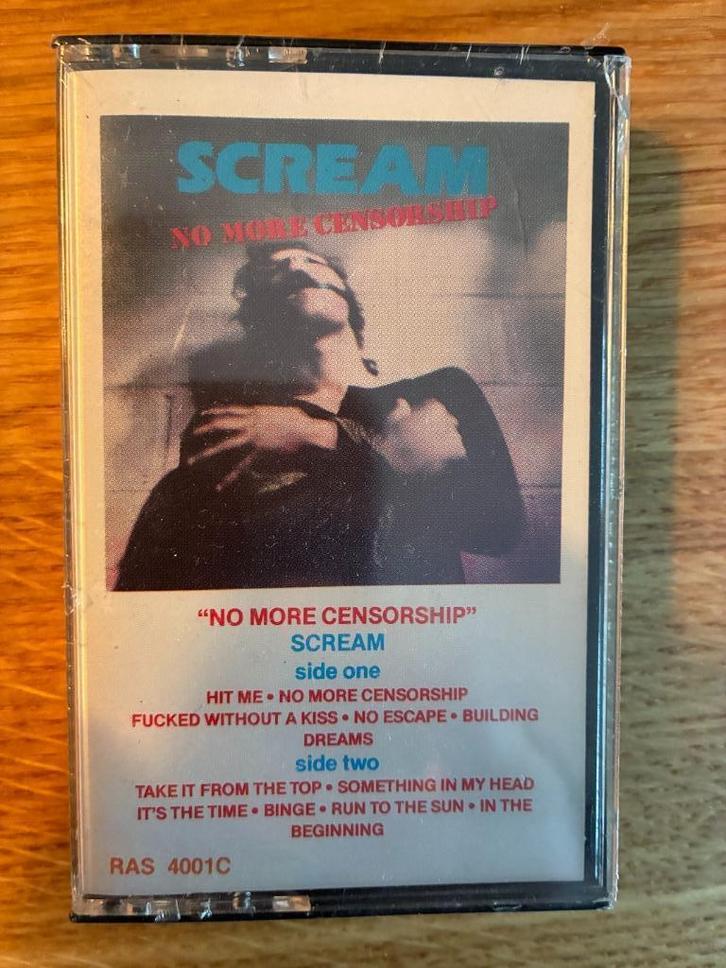 SCREAM
NO MORE CENSORSHIP
“NO MORE CENSORSHIP”
SCREAM
side one
HIT ME • NO MORE CENSORSHIP
FUCKED WITHOUT A KISS • NO ESCAPE • BUILDING
DREAMS
side two
TAKE IT FROM THE TOP • SOMETHING IN MY HEAD
IT'S THE TIME • BINGE • RUN TO THE SUN • IN THE
BEGINNING
RAS 4001C